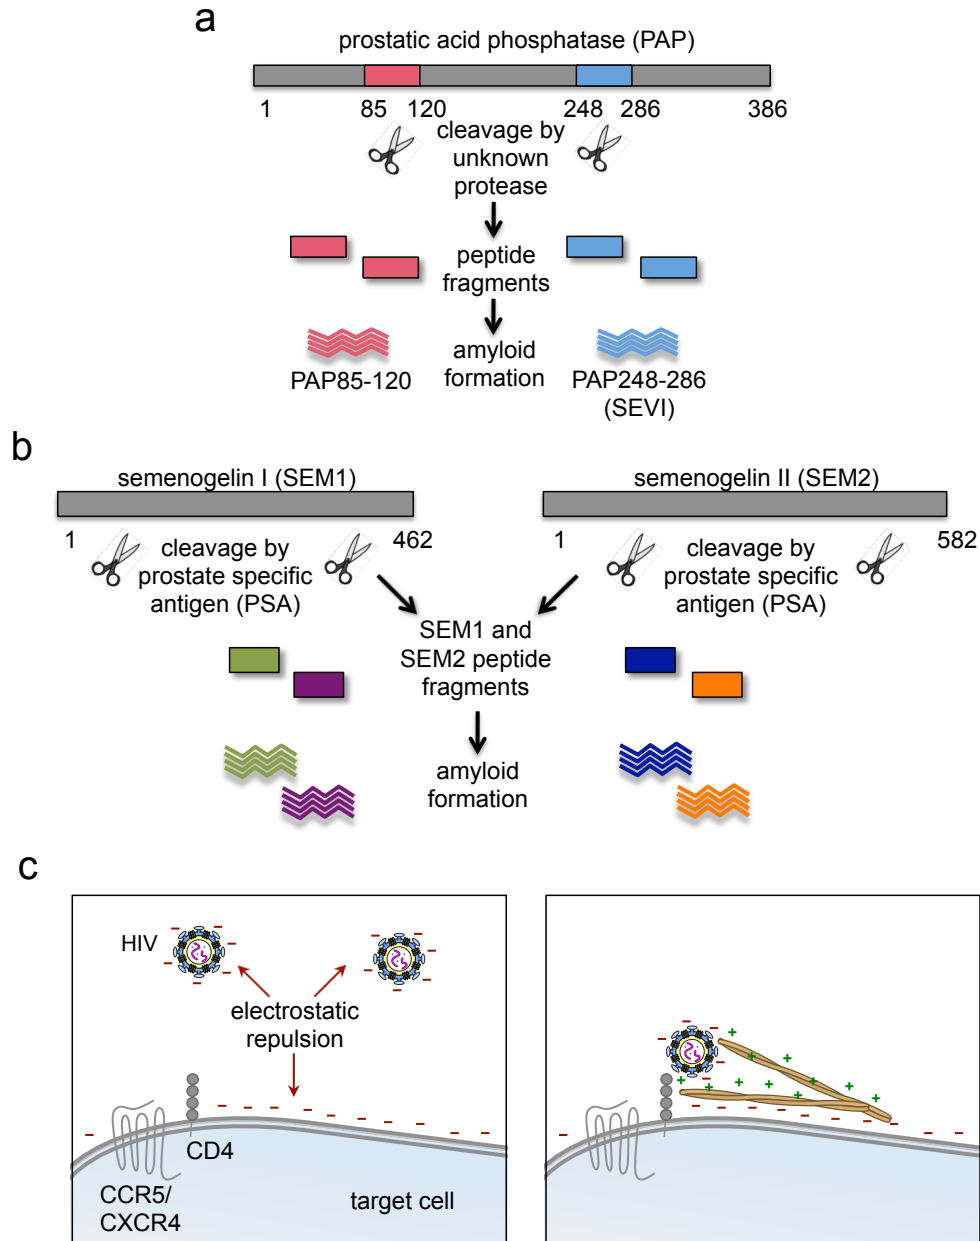 a
prostatic acid phosphatase (PAP)
1 85 120 248 286 386
cleavage by
unknown
protease
peptide
fragments
amyloid
formation
PAP85-120
PAP248-286
(SEVI)
b
semenogelin I (SEM1)
semenogelin II (SEM2)
1 462
1 582
cleavage by
prostate specific
antigen (PSA)
cleavage by
prostate specific
antigen (PSA)
SEM1 and
SEM2 peptide
fragments
amyloid
formation
c
HIV
electrostatic
repulsion
CD4
CCR5/
CXCR4
target cell